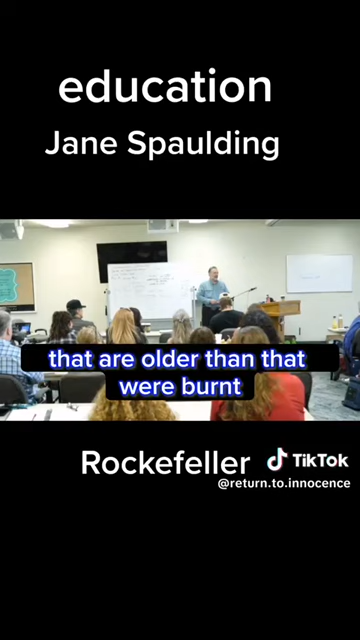 education
Jane Spaulding
that are older than that
were burnt
Rockefeller
TikTok
@return.to.innocence